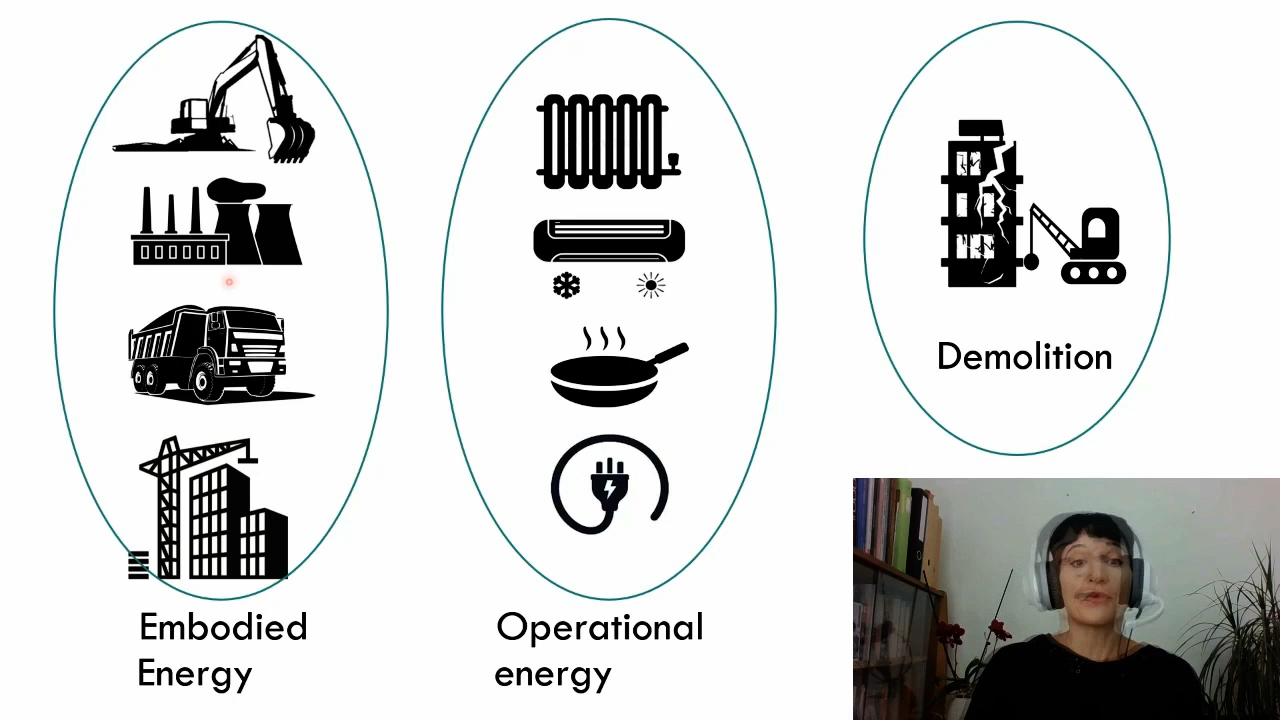 Embodied
Energy
Operational
energy
Demolition